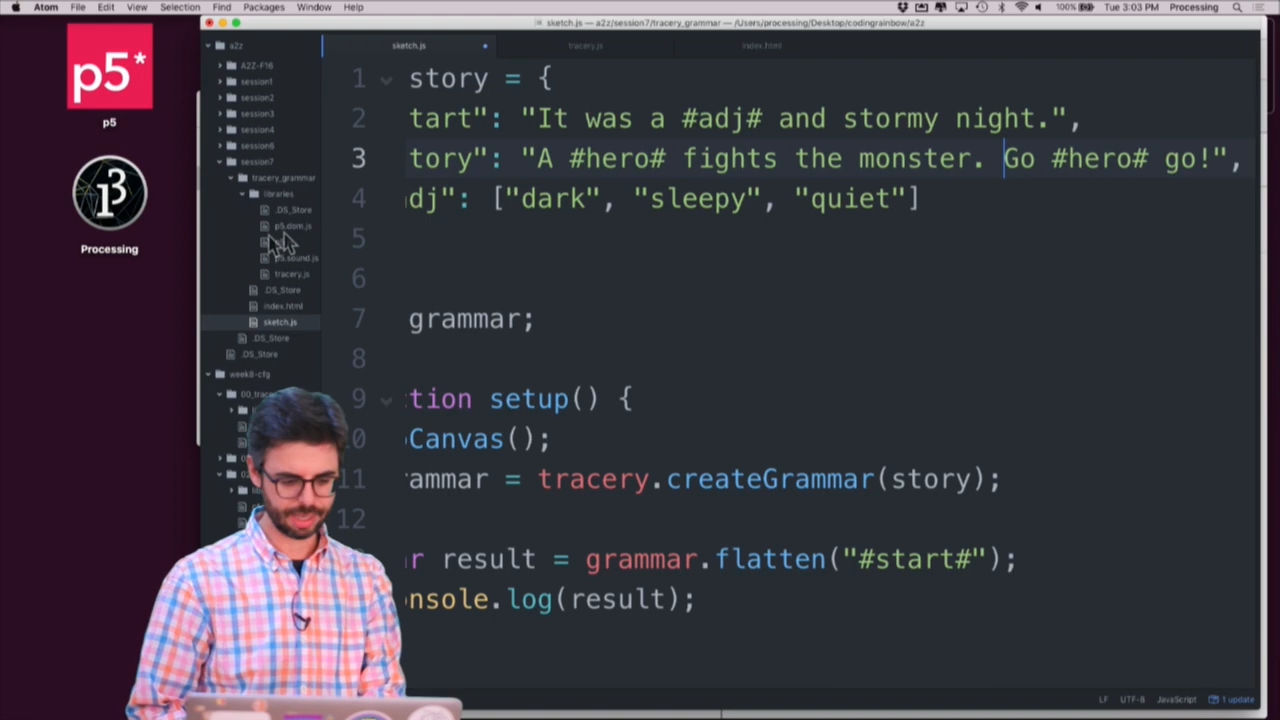 Atom File Edit View Selection Find Packages Window Help 100% Tue 3:03 PM Processing
sketch.js — a2z/session7/tracery_grammar — /Users/processing/Desktop/codingrainbow/a2z
p5*
p5
Processing
a2z
A2Z-F16
session1
session2
session3
session4
session6
session7
tracery_grammar
libraries
.DS_Store
p5.dom.js
p5.sound.js
tracery.js
.DS_Store
index.html
sketch.js
.DS_Store
.DS_Store
week8-cfg
sketch.js tracery.js index.html
1 story = {
2 tart": "It was a #adj# and stormy night.",
3 tory": "A #hero# fights the monster. Go #hero# go!",
4 dj": ["dark", "sleepy", "quiet"]
5
6
7 grammar;
8
9 tion setup() {
10 oCanvas();
11 rammar = tracery.createGrammar(story);
12
r result = grammar.flatten("#start#");
nsole.log(result);
LF UTF-8 JavaScript 1 update